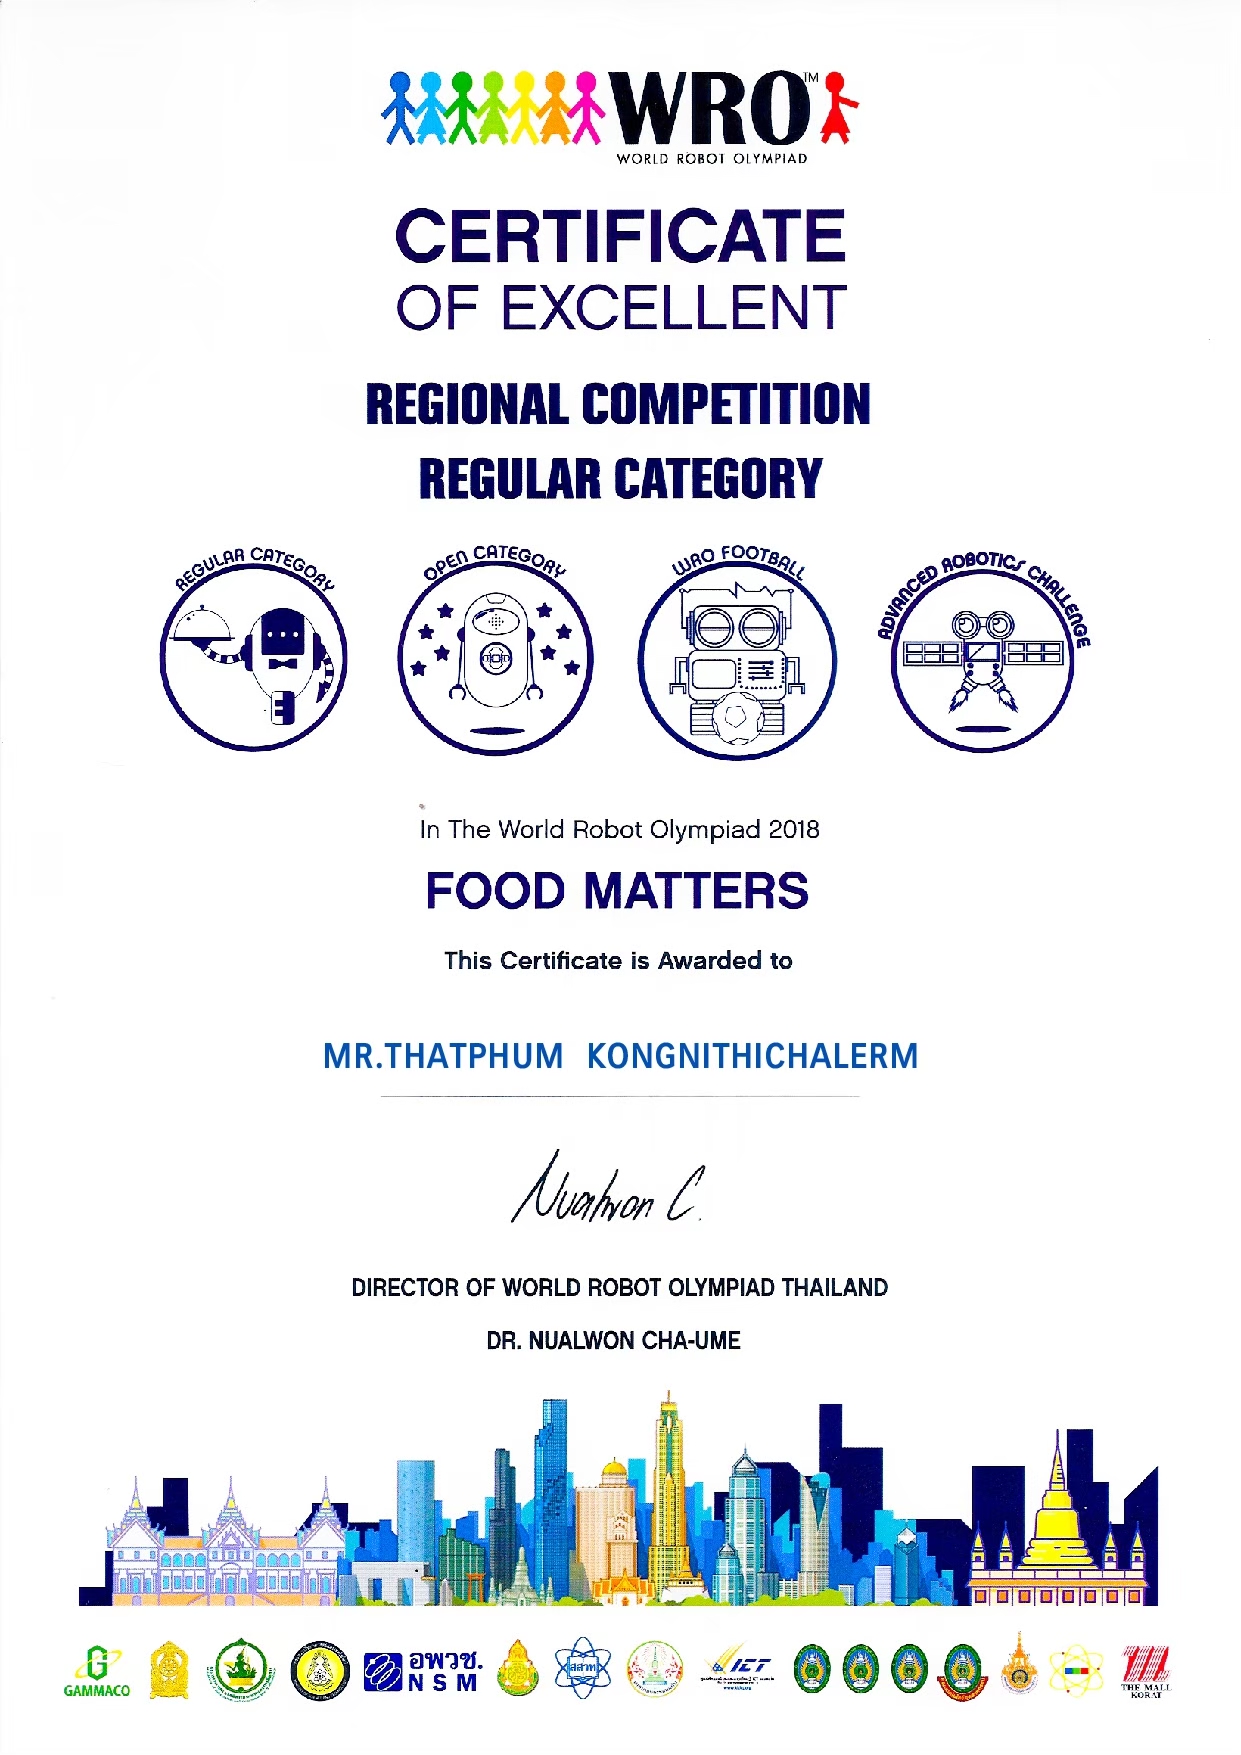 WRO™
WORLD ROBOT OLYMPIAD
CERTIFICATE
OF EXCELLENT
REGIONAL COMPETITION
REGULAR CATEGORY
REGULAR CATEGORY
OPEN CATEGORY
WRO FOOTBALL
ADVANCED ROBOTICS CHALLENGE
In The World Robot Olympiad 2018
FOOD MATTERS
This Certificate is Awarded to
MR.THATPHUM KONGNITHICHALERM
Nualwon C.
DIRECTOR OF WORLD ROBOT OLYMPIAD THAILAND
DR. NUALWON CHA-UME
G
GAMMACO
อพวช.
NSM
สสวท
ICT
THE MALL
KORAT